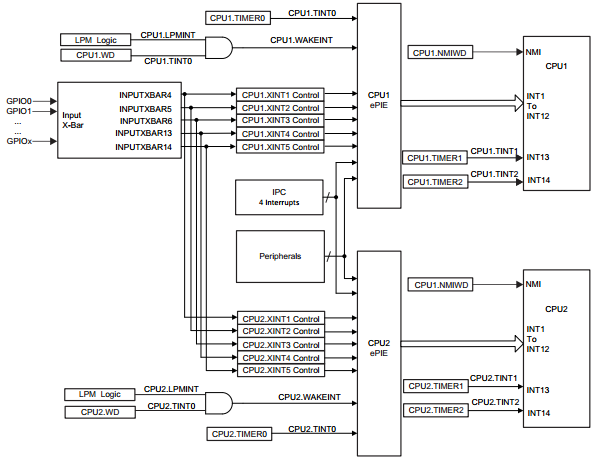 CPU1.TIMER0
CPU1.TINT0
LPM Logic
CPU1.LPMINT
CPU1.WD
CPU1.TINT0
CPU1.WAKEINT
CPU1
ePIE
CPU1.NMIWD
NMI
CPU1
INT1
To
INT12
CPU1.TIMER1
CPU1.TINT1
INT13
CPU1.TIMER2
CPU1.TINT2
INT14
GPIO0
GPIO1
...
...
GPIOx
Input
X-Bar
INPUTXBAR4
INPUTXBAR5
INPUTXBAR6
INPUTXBAR13
INPUTXBAR14
CPU1.XINT1 Control
CPU1.XINT2 Control
CPU1.XINT3 Control
CPU1.XINT4 Control
CPU1.XINT5 Control
IPC
4 Interrupts
Peripherals
CPU2.XINT1 Control
CPU2.XINT2 Control
CPU2.XINT3 Control
CPU2.XINT4 Control
CPU2.XINT5 Control
CPU2
ePIE
CPU1.NMIWD
NMI
CPU2
INT1
To
INT12
CPU2.TIMER1
CPU2.TINT1
INT13
CPU2.TIMER2
CPU2.TINT2
INT14
LPM Logic
CPU2.LPMINT
CPU2.WD
CPU2.TINT0
CPU2.WAKEINT
CPU2.TIMER0
CPU2.TINT0